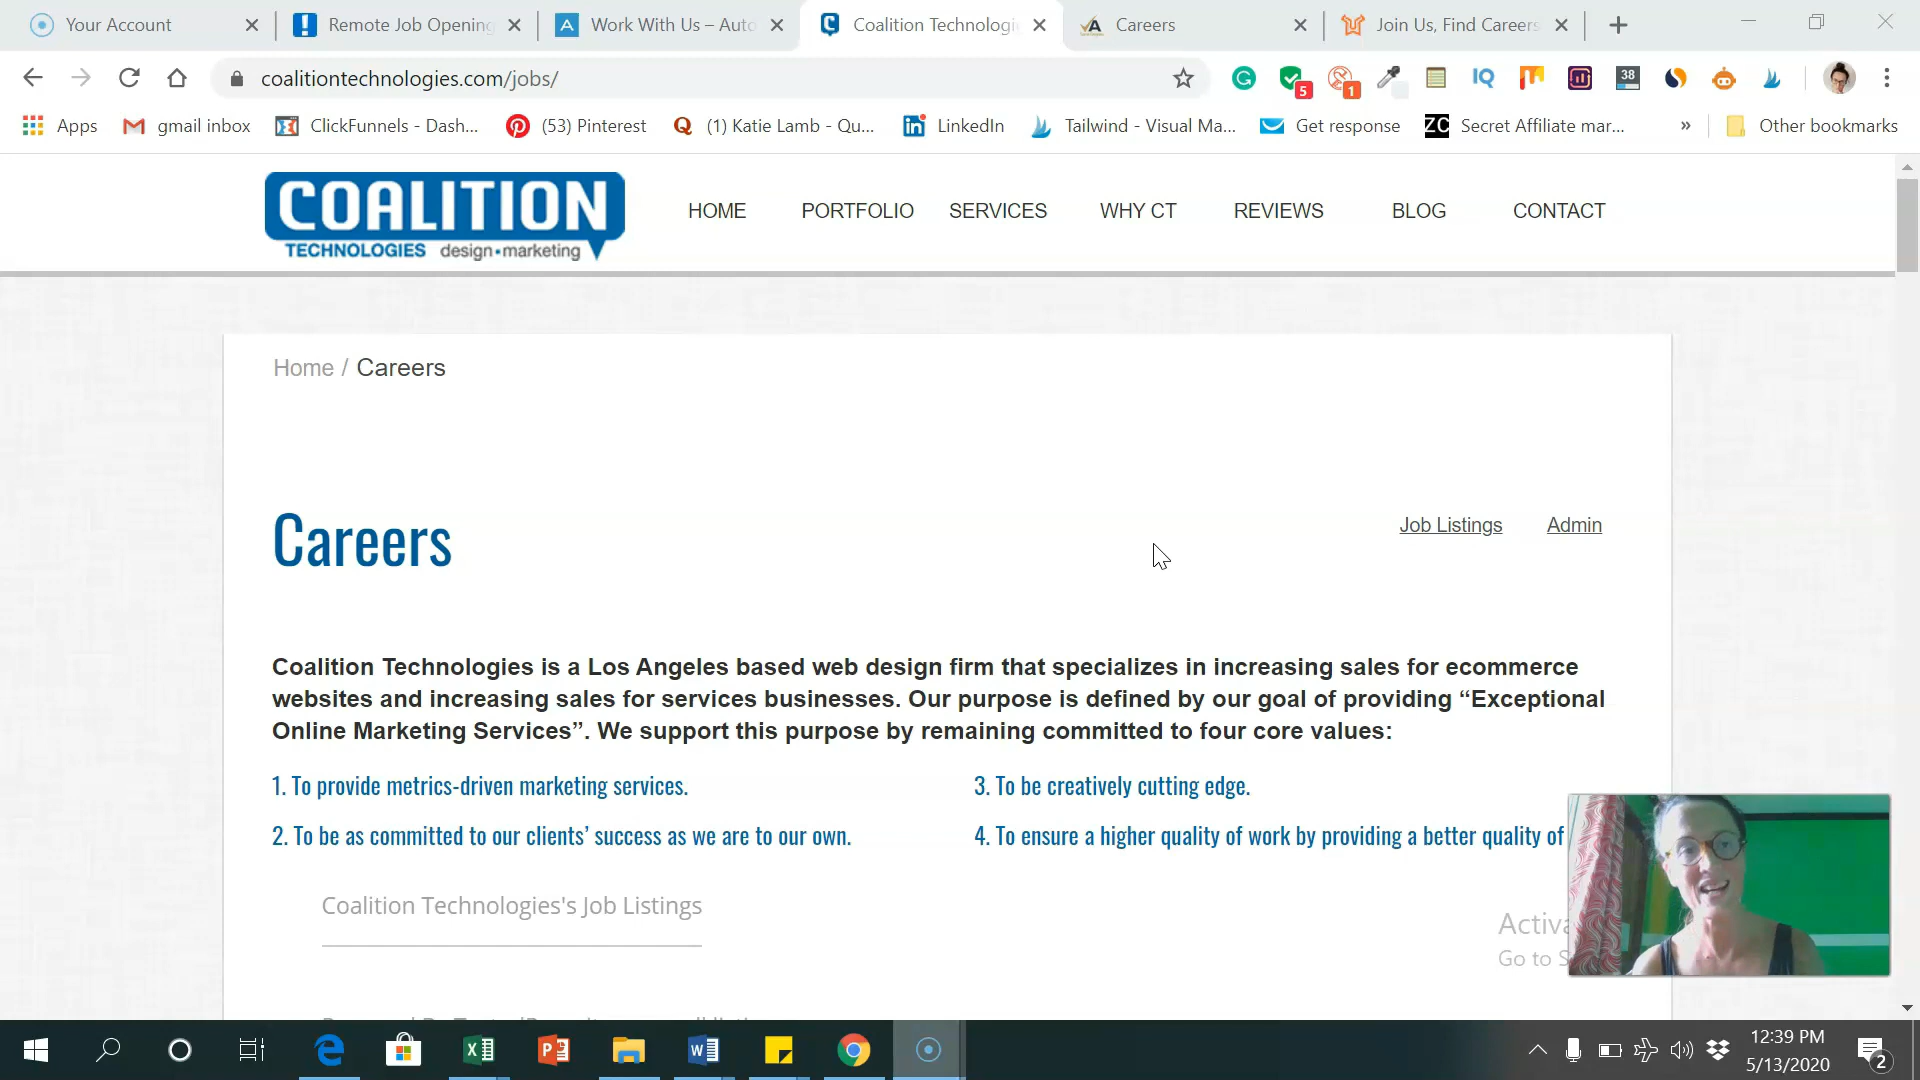 Your Account
Remote Job Opening
Work With Us – Auto
Coalition Technologi
Careers
Join Us, Find Careers
coalitiontechnologies.com/jobs/
5
1
38
Apps
gmail inbox
ClickFunnels - Dash...
(53) Pinterest
(1) Katie Lamb - Qu...
LinkedIn
Tailwind - Visual Ma...
Get response
ZC
Secret Affiliate mar...
»
Other bookmarks
COALITION
TECHNOLOGIES design•marketing
HOME
PORTFOLIO
SERVICES
WHY CT
REVIEWS
BLOG
CONTACT
Home / Careers
Careers
Job Listings
Admin
Coalition Technologies is a Los Angeles based web design firm that specializes in increasing sales for ecommerce
websites and increasing sales for services businesses. Our purpose is defined by our goal of providing “Exceptional
Online Marketing Services”. We support this purpose by remaining committed to four core values:
1. To provide metrics-driven marketing services.
3. To be creatively cutting edge.
2. To be as committed to our clients’ success as we are to our own.
4. To ensure a higher quality of work by providing a better quality of
Coalition Technologies's Job Listings
Activa
Go to S
12:39 PM
5/13/2020
2